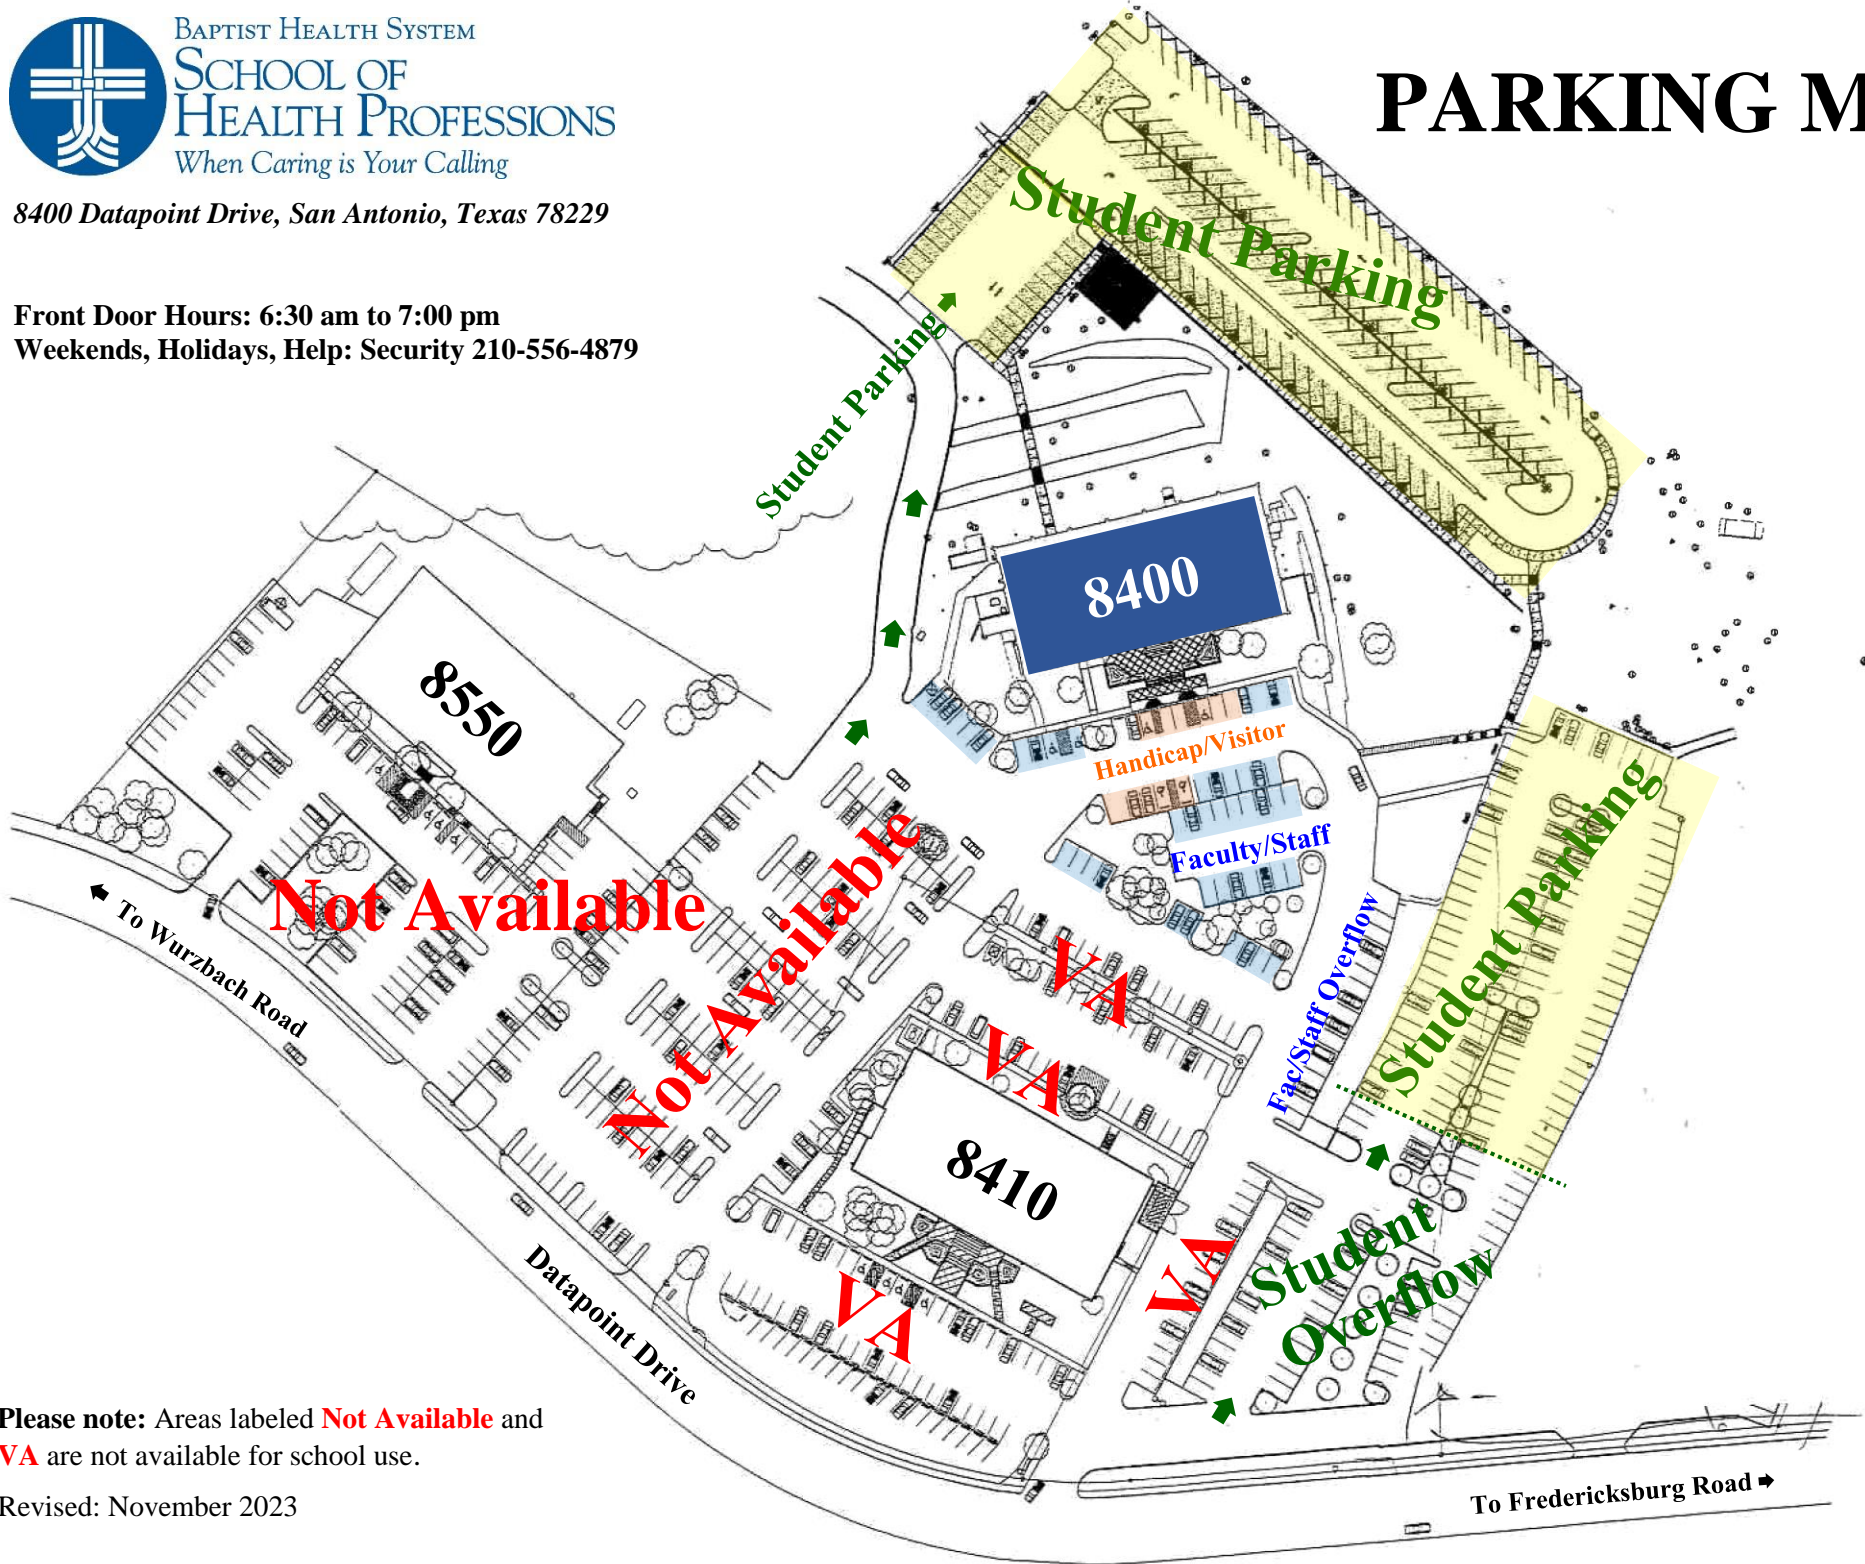 BAPTIST HEALTH SYSTEM
SCHOOL OF
HEALTH PROFESSIONS
When Caring is Your Calling
8400 Datapoint Drive, San Antonio, Texas 78229
PARKING M
Front Door Hours: 6:30 am to 7:00 pm
Weekends, Holidays, Help: Security 210-556-4879
Student Parking
Student Parking
8400
8550
Handicap/Visitor
Faculty/Staff
Student Parking
Fac/Staff Overflow
Not Available
Not Available
To Wurzbach Road
VA
VA
8410
VA
VA
Student
Overflow
Datapoint Drive
To Fredericksburg Road
Please note: Areas labeled Not Available and
VA are not available for school use.
Revised: November 2023